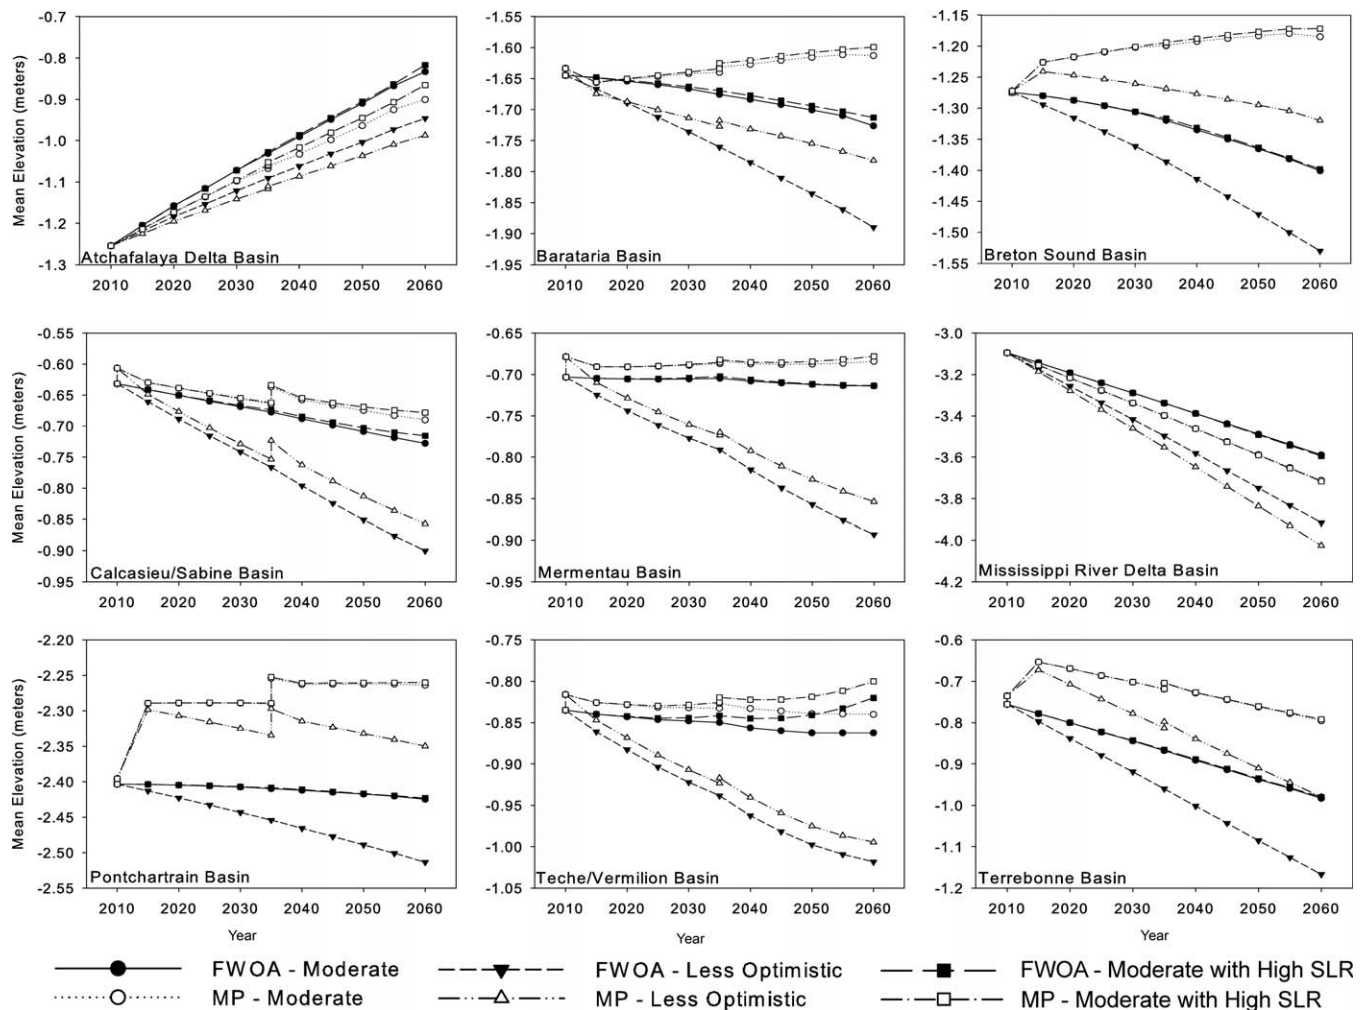 Mean Elevation (meters)
-0.7
-0.8
-0.9
-1.0
-1.1
-1.2
-1.3
Atchafalaya Delta Basin
2010 2020 2030 2040 2050 2060
-1.55
-1.60
-1.65
-1.70
-1.75
-1.80
-1.85
-1.90
-1.95
Barataria Basin
2010 2020 2030 2040 2050 2060
-1.15
-1.20
-1.25
-1.30
-1.35
-1.40
-1.45
-1.50
-1.55
Breton Sound Basin
2010 2020 2030 2040 2050 2060
Mean Elevation (meters)
-0.55
-0.60
-0.65
-0.70
-0.75
-0.80
-0.85
-0.90
-0.95
Calcasieu/Sabine Basin
2010 2020 2030 2040 2050 2060
-0.65
-0.70
-0.75
-0.80
-0.85
-0.90
-0.95
Mermentau Basin
2010 2020 2030 2040 2050 2060
-3.0
-3.2
-3.4
-3.6
-3.8
-4.0
-4.2
Mississippi River Delta Basin
2010 2020 2030 2040 2050 2060
Mean Elevation (meters)
-2.20
-2.25
-2.30
-2.35
-2.40
-2.45
-2.50
-2.55
Pontchartrain Basin
2010 2020 2030 2040 2050 2060
Year
-0.75
-0.80
-0.85
-0.90
-0.95
-1.00
-1.05
Teche/Vermilion Basin
2010 2020 2030 2040 2050 2060
Year
-0.6
-0.7
-0.8
-0.9
-1.0
-1.1
-1.2
Terrebonne Basin
2010 2020 2030 2040 2050 2060
Year
FWOA - Moderate
FWOA - Less Optimistic
FWOA - Moderate with High SLR
MP - Moderate
MP - Less Optimistic
MP - Moderate with High SLR